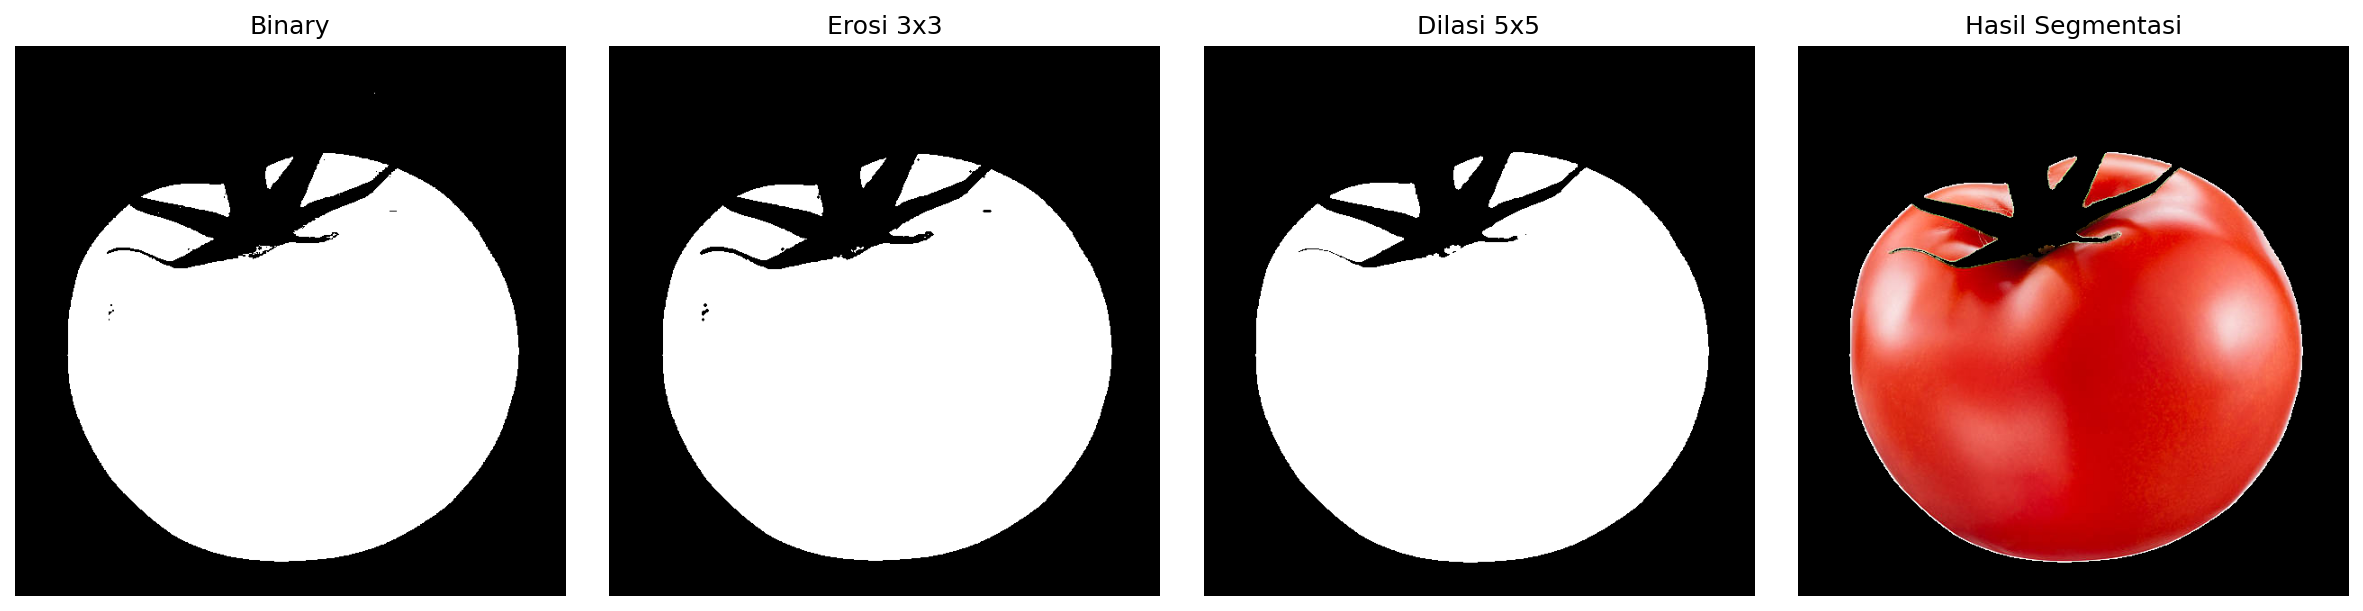 Binary
Erosi 3x3
Dilasi 5x5
Hasil Segmentasi